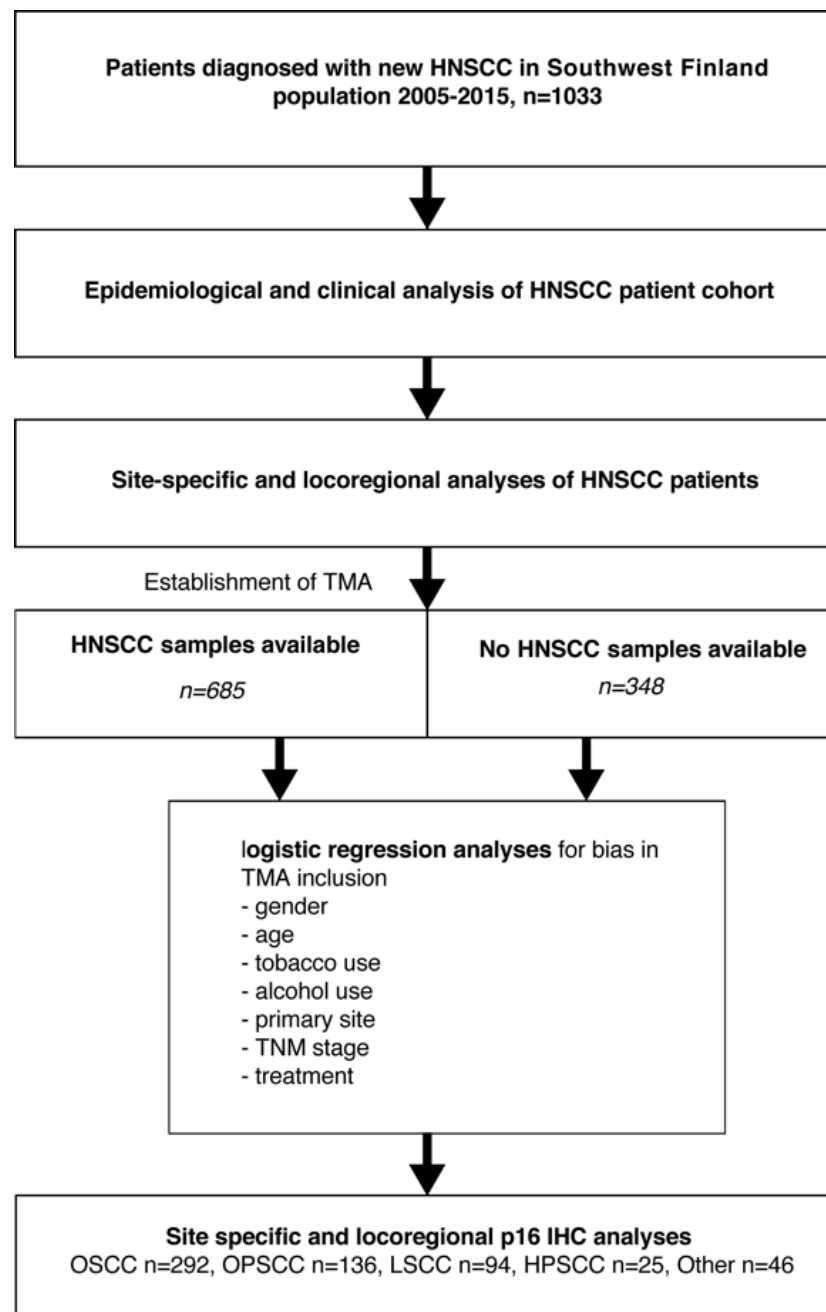 Patients diagnosed with new HNSCC in Southwest Finland
population 2005-2015, n=1033
Epidemiological and clinical analysis of HNSCC patient cohort
Site-specific and locoregional analyses of HNSCC patients
Establishment of TMA
HNSCC samples available
n=685
No HNSCC samples available
n=348
logistic regression analyses for bias in
TMA inclusion
- gender
- age
- tobacco use
- alcohol use
- primary site
- TNM stage
- treatment
Site specific and locoregional p16 IHC analyses
OSCC n=292, OPSCC n=136, LSCC n=94, HPSCC n=25, Other n=46